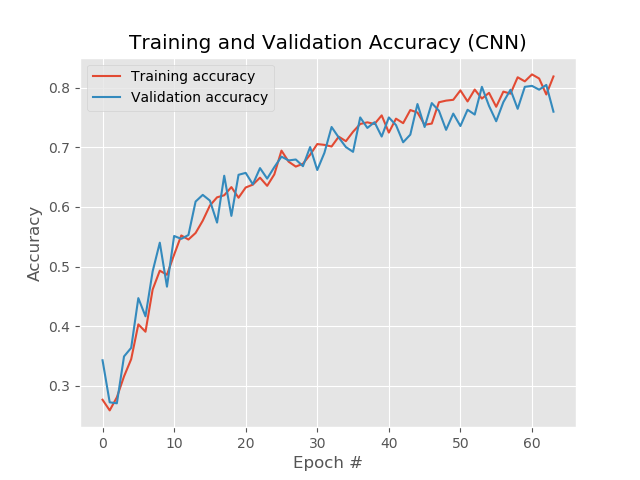 Training and Validation Accuracy (CNN)
Training accuracy
Validation accuracy
0.8
0.7
0.6
0.5
0.4
0.3
Accuracy
0 10 20 30 40 50 60
Epoch #